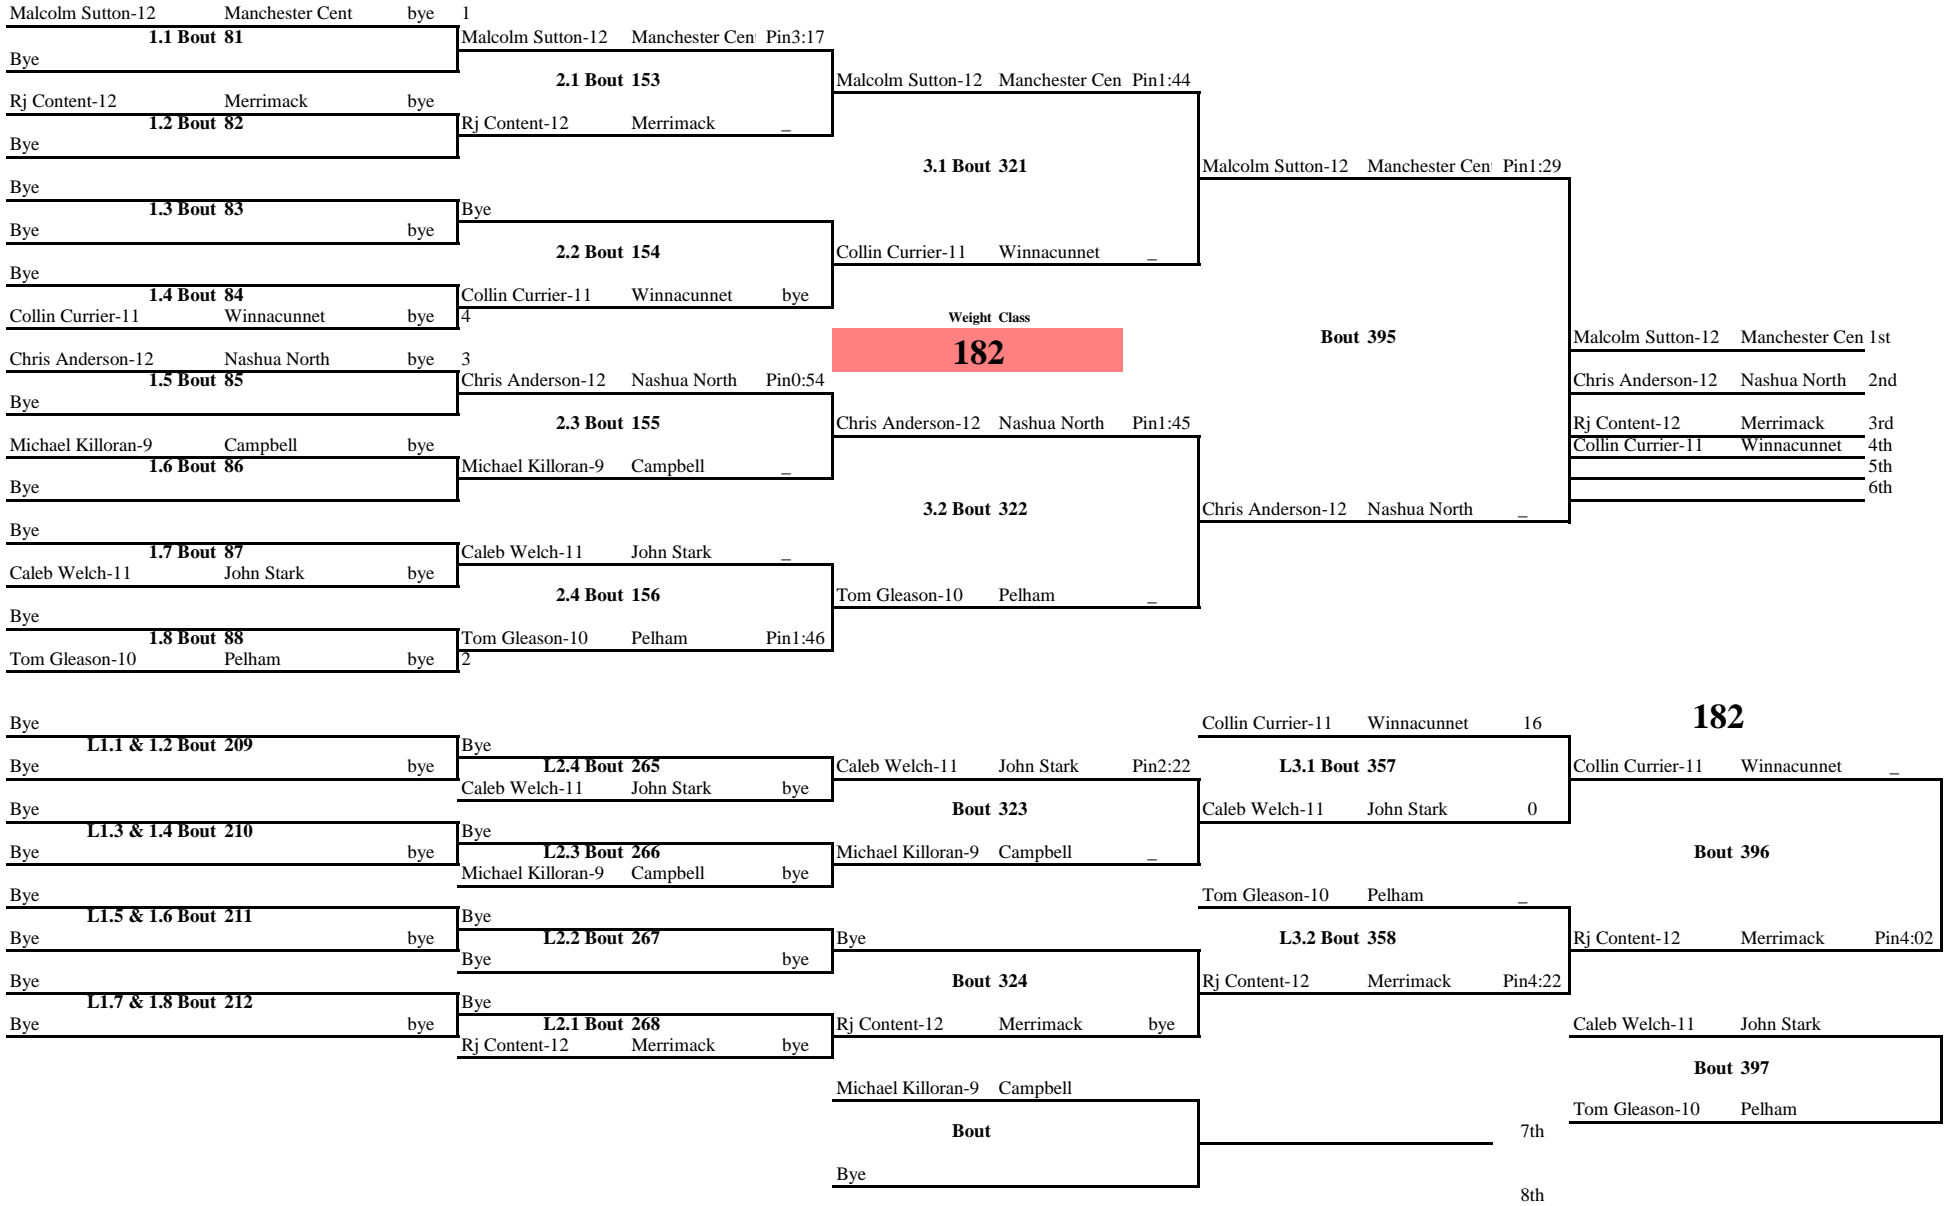 Malcolm Sutton-12 Manchester Cent bye 1
1.1 Bout 81 Malcolm Sutton-12 Manchester Cen Pin3:17
Bye
2.1 Bout 153 Malcolm Sutton-12 Manchester Cen Pin1:44
Rj Content-12 Merrimack bye
1.2 Bout 82 Rj Content-12 Merrimack _
Bye
3.1 Bout 321 Malcolm Sutton-12 Manchester Cen Pin1:29
Bye
1.3 Bout 83 Bye
Bye bye
2.2 Bout 154 Collin Currier-11 Winnacunnet _
Bye
1.4 Bout 84 Collin Currier-11 Winnacunnet bye
Collin Currier-11 Winnacunnet bye 4 Weight Class
Bout 395 Malcolm Sutton-12 Manchester Cen 1st
182
Chris Anderson-12 Nashua North bye 3
1.5 Bout 85 Chris Anderson-12 Nashua North Pin0:54 Chris Anderson-12 Nashua North 2nd
Bye
2.3 Bout 155 Chris Anderson-12 Nashua North Pin1:45 Rj Content-12 Merrimack 3rd
Michael Killoran-9 Campbell bye Collin Currier-11 Winnacunnet 4th
1.6 Bout 86 Michael Killoran-9 Campbell _ 5th
Bye 6th
3.2 Bout 322 Chris Anderson-12 Nashua North _
Bye
1.7 Bout 87 Caleb Welch-11 John Stark _
Caleb Welch-11 John Stark bye
2.4 Bout 156 Tom Gleason-10 Pelham _
Bye
1.8 Bout 88 Tom Gleason-10 Pelham Pin1:46
Tom Gleason-10 Pelham bye 2
Bye Collin Currier-11 Winnacunnet 16 182
L1.1 & 1.2 Bout 209 Bye
Bye bye L2.4 Bout 265 Caleb Welch-11 John Stark Pin2:22 L3.1 Bout 357 Collin Currier-11 Winnacunnet _
Caleb Welch-11 John Stark bye
Bye Bout 323 Caleb Welch-11 John Stark 0
L1.3 & 1.4 Bout 210 Bye
Bye bye L2.3 Bout 266 Michael Killoran-9 Campbell _ Bout 396
Michael Killoran-9 Campbell bye
Bye Tom Gleason-10 Pelham _
L1.5 & 1.6 Bout 211 Bye
Bye bye L2.2 Bout 267 Bye L3.2 Bout 358 Rj Content-12 Merrimack Pin4:02
Bye bye
Bye Bout 324 Rj Content-12 Merrimack Pin4:22
L1.7 & 1.8 Bout 212 Bye
Bye bye L2.1 Bout 268 Rj Content-12 Merrimack bye Caleb Welch-11 John Stark
Rj Content-12 Merrimack bye
Bout 397
Michael Killoran-9 Campbell
Tom Gleason-10 Pelham
Bout 7th
Bye
8th